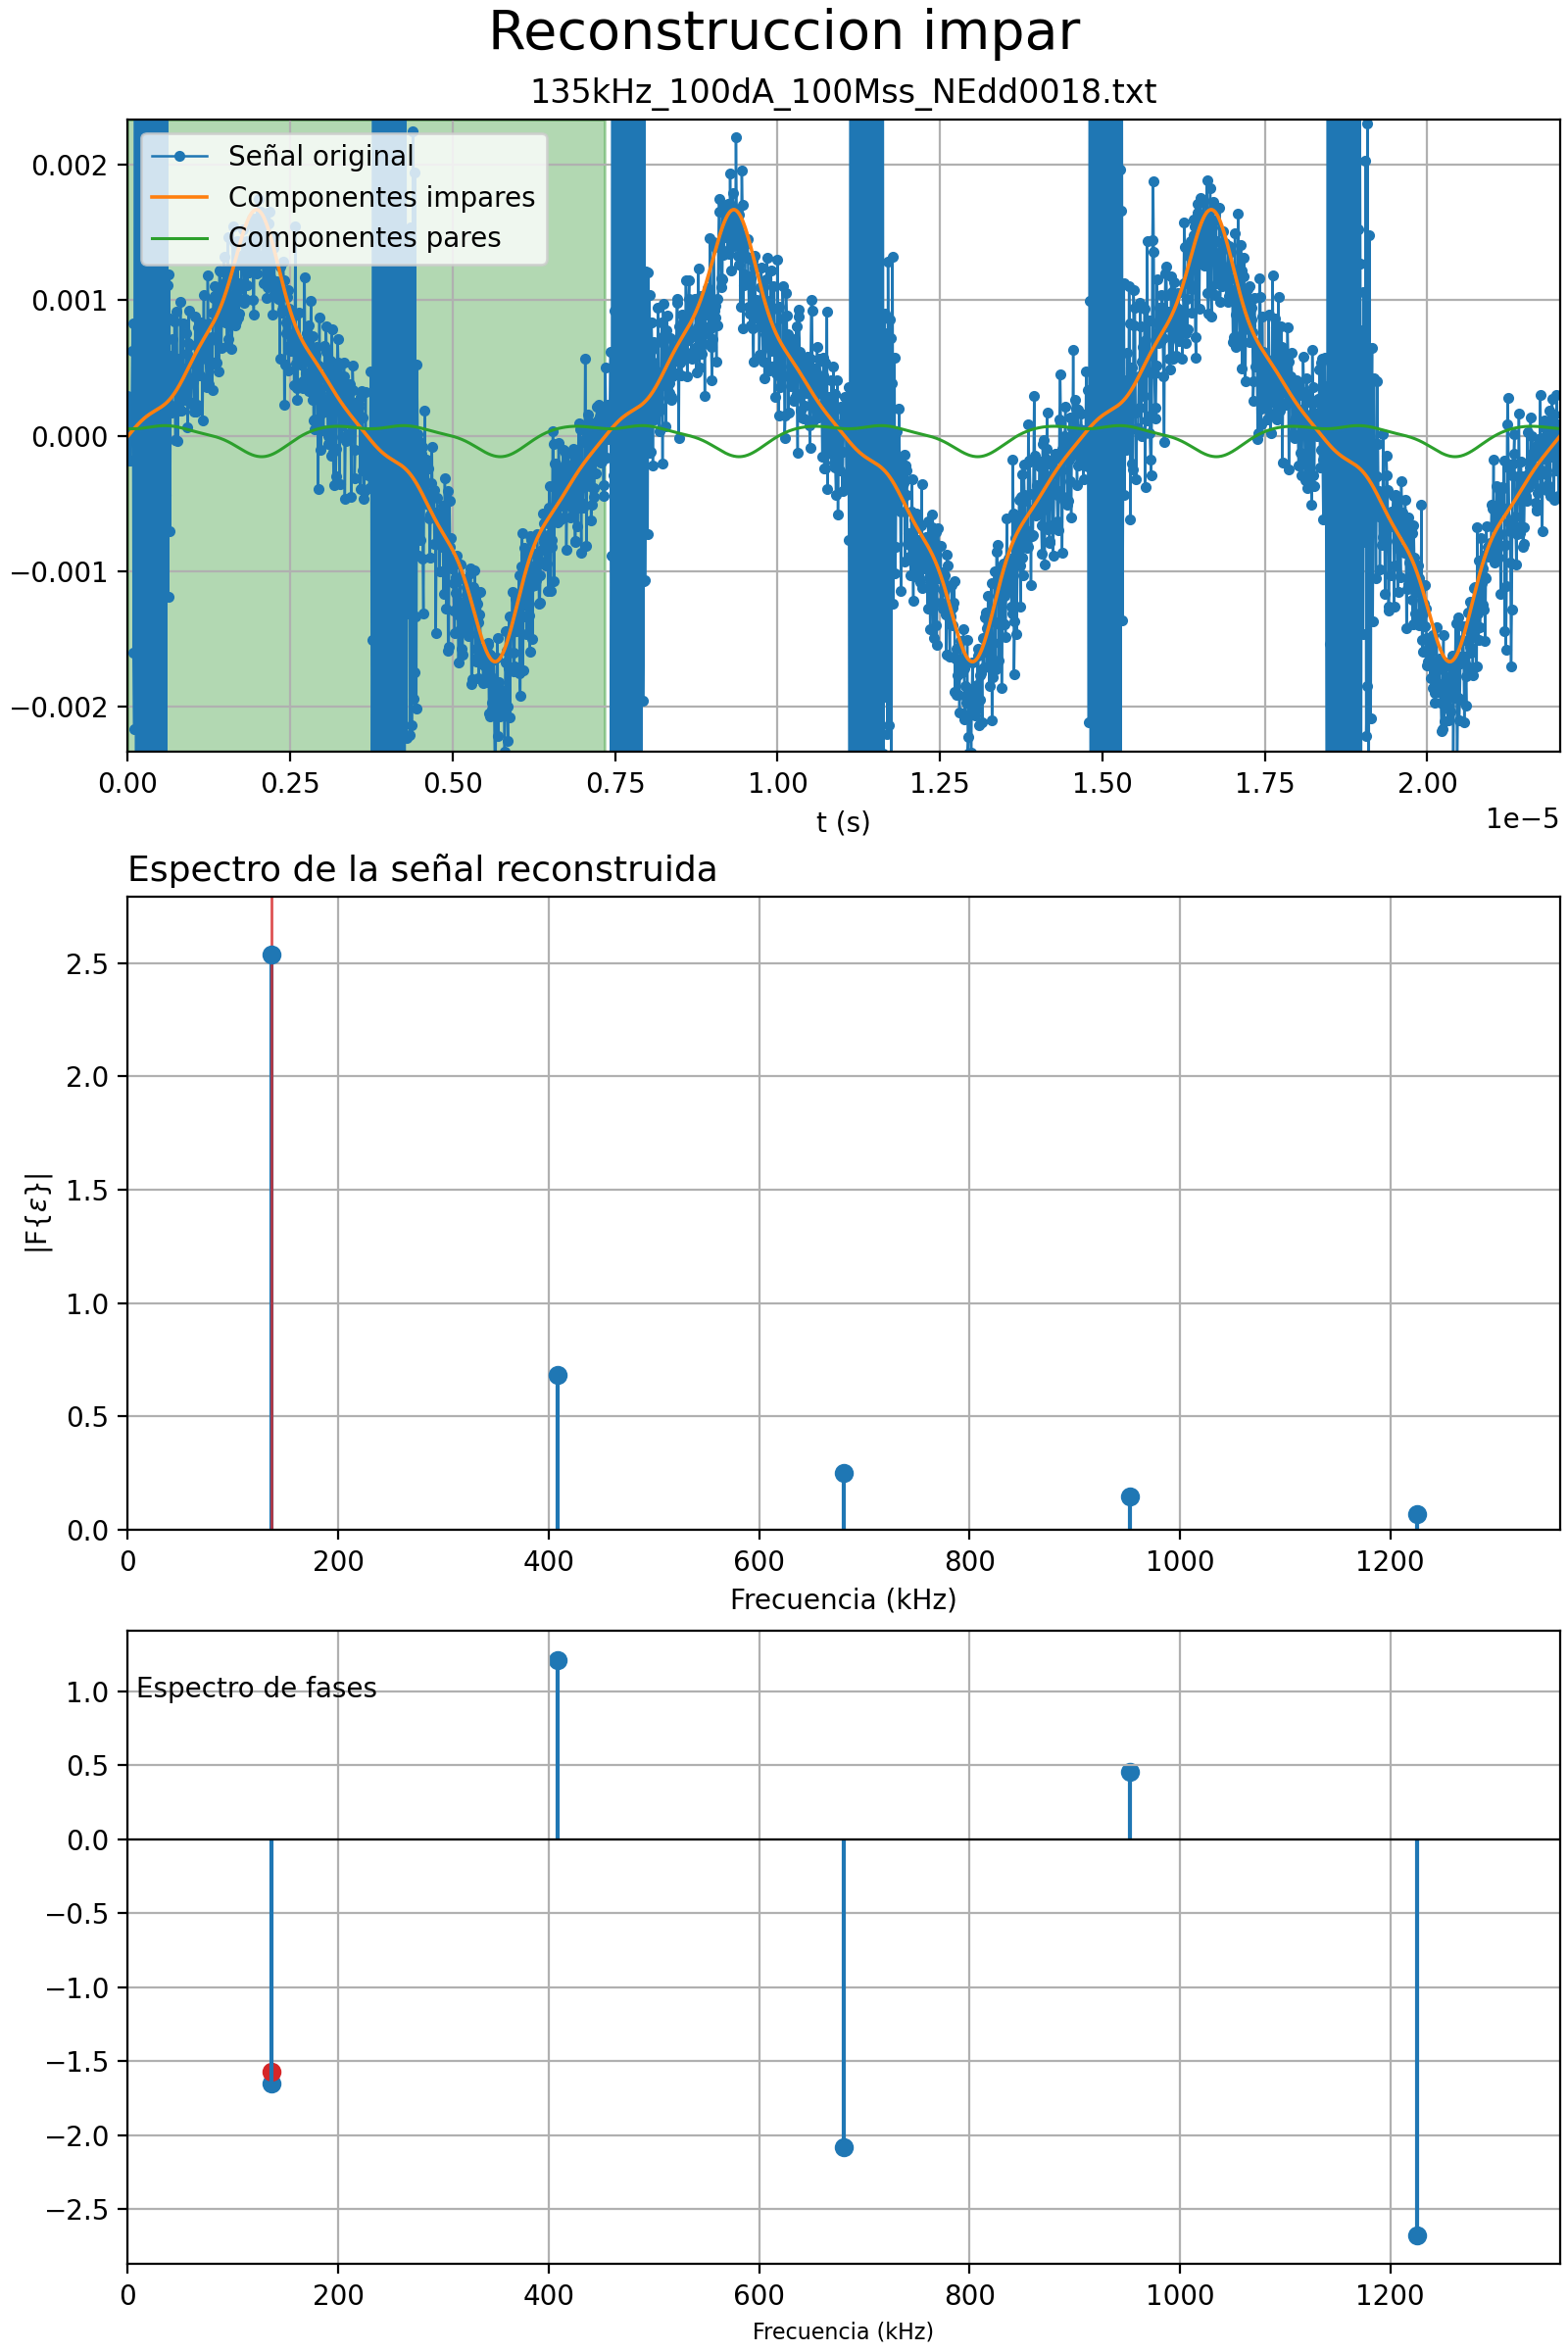 Reconstruccion impar
135kHz_100dA_100Mss_NEdd0018.txt
Señal original
Componentes impares
Componentes pares
0.002
0.001
0.000
−0.001
−0.002
0.00 0.25 0.50 0.75 1.00 1.25 1.50 1.75 2.00
1e−5
t (s)
Espectro de la señal reconstruida
|F{ε}|
2.5
2.0
1.5
1.0
0.5
0.0
0 200 400 600 800 1000 1200
Frecuencia (kHz)
Espectro de fases
1.0
0.5
0.0
−0.5
−1.0
−1.5
−2.0
−2.5
0 200 400 600 800 1000 1200
Frecuencia (kHz)